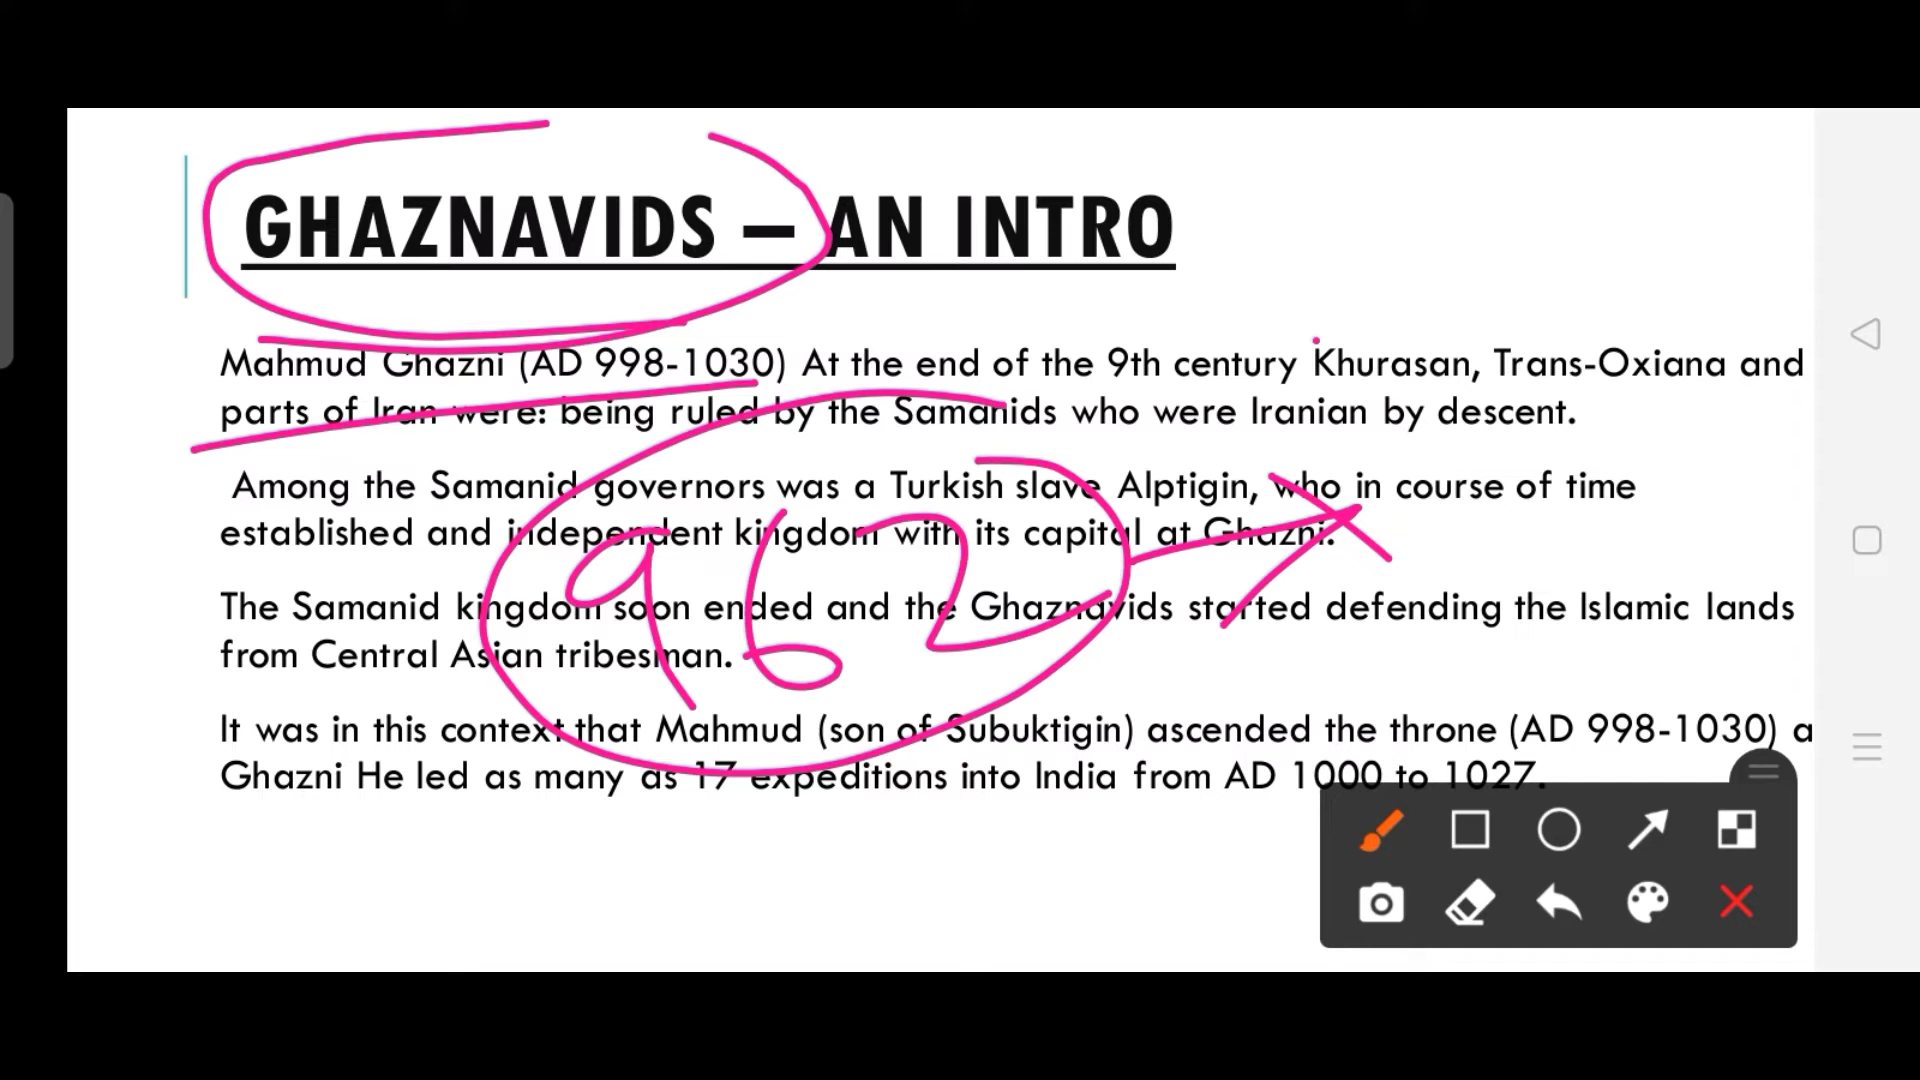 GHAZNAVIDS – AN INTRO
Mahmud Ghazni (AD 998-1030) At the end of the 9th century Khurasan, Trans-Oxiana and
parts of Iran were: being ruled by the Samanids who were Iranian by descent.
Among the Samanid governors was a Turkish slave Alptigin, who in course of time
established and independent kingdom with its capital at Ghazni.
962
The Samanid kingdom soon ended and the Ghaznavids started defending the Islamic lands
from Central Asian tribesman.
It was in this context that Mahmud (son of Subuktigin) ascended the throne (AD 998-1030) a
Ghazni He led as many as 17 expeditions into India from AD 1000 to 1027.